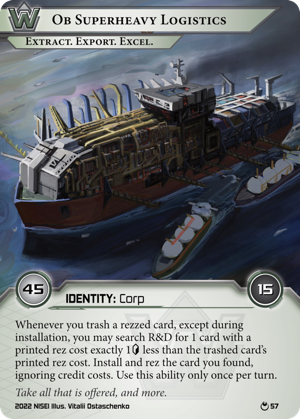 Ob Superheavy Logistics
Extract. Export. Excel.
45
IDENTITY: Corp
15
Whenever you trash a rezzed card, except during
installation, you may search R&D for 1 card with a
printed rez cost exactly 1 less than the trashed card's
printed rez cost. Install and rez the card you found,
ignoring credit costs. Use this ability only once per turn.
Take all that is offered, and more.
2022 NISEI Illus. Vitalii Ostaschenko
57